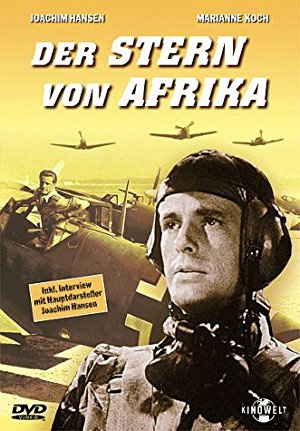 JOACHIM HANSEN MARIANNE KOCH
DER STERN
VON AFRIKA
Inkl. Interview
mit Hauptdarsteller
Joachim Hansen
DVD
VIDEO
KINOWELT